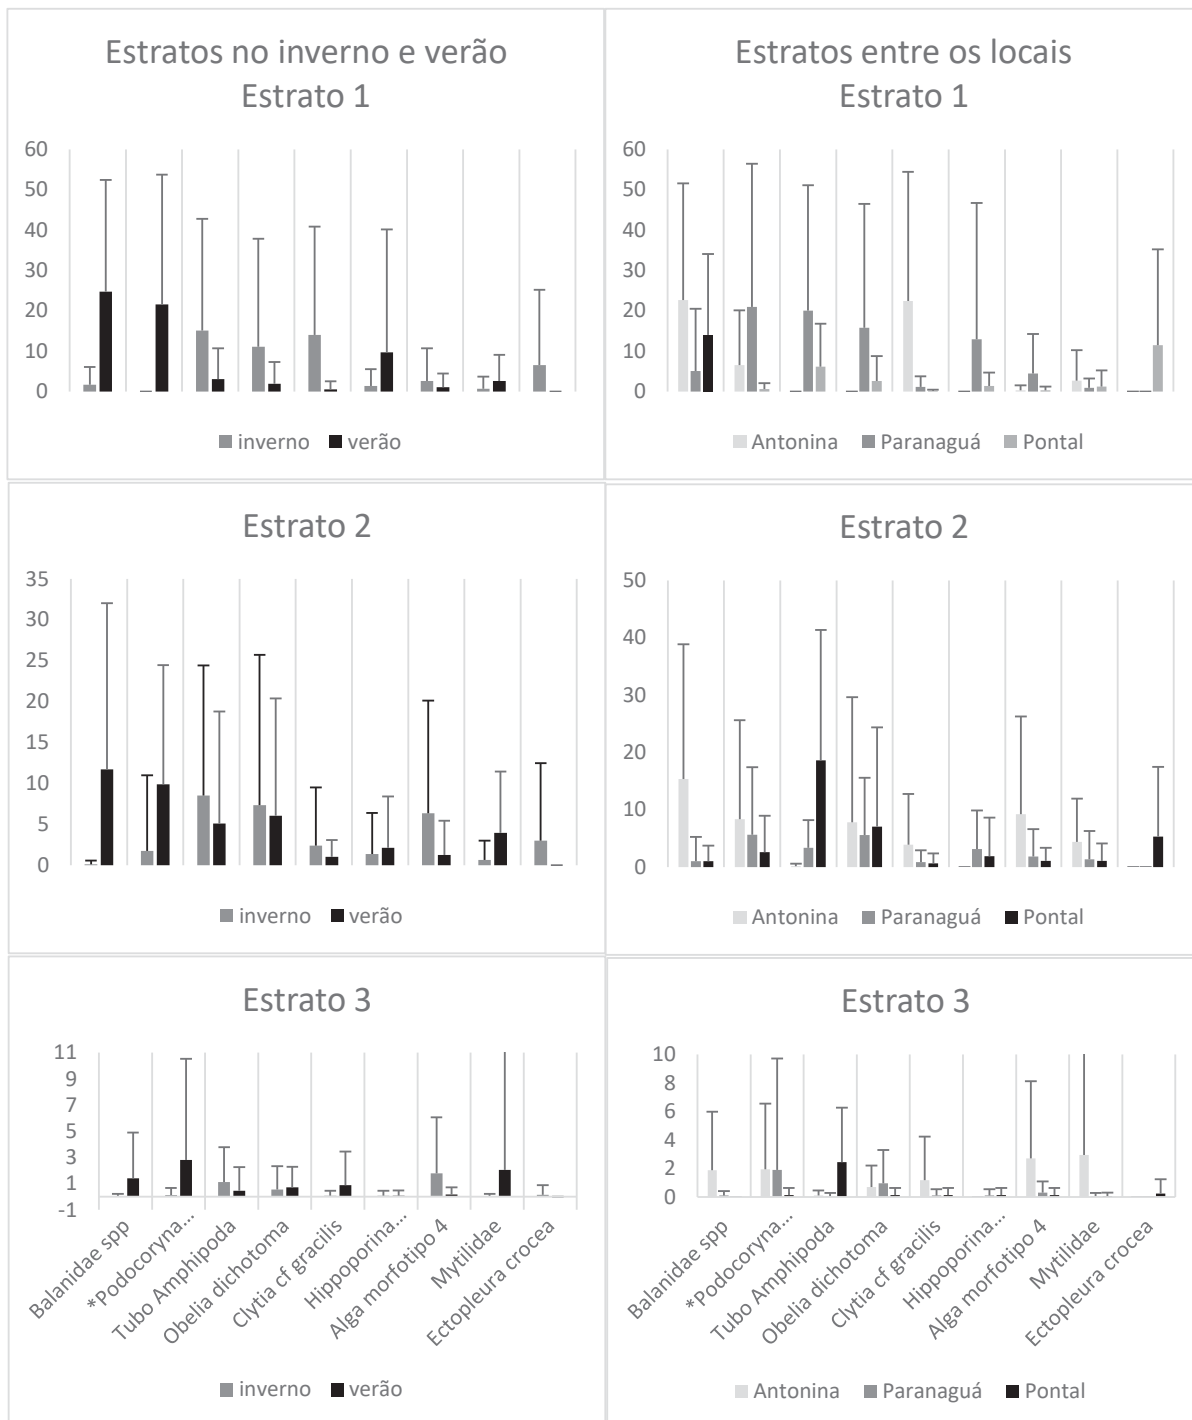 Estratos no inverno e verão
Estrato 1
60
50
40
30
20
10
0
inverno verão
Estratos entre os locais
Estrato 1
60
50
40
30
20
10
0
Antonina Paranaguá Pontal
Estrato 2
35
30
25
20
15
10
5
0
inverno verão
Estrato 2
50
40
30
20
10
0
Antonina Paranaguá Pontal
Estrato 3
11
9
7
5
3
1
-1
Balanidae spp
*Podocoryna...
Tubo Amphipoda
Obelia dichotoma
Clytia cf gracilis
Hippoporina...
Alga morfotipo 4
Mytilidae
Ectopleura crocea
inverno verão
Estrato 3
10
8
6
4
2
0
Balanidae spp
*Podocoryna...
Tubo Amphipoda
Obelia dichotoma
Clytia cf gracilis
Hippoporina...
Alga morfotipo 4
Mytilidae
Ectopleura crocea
Antonina Paranaguá Pontal